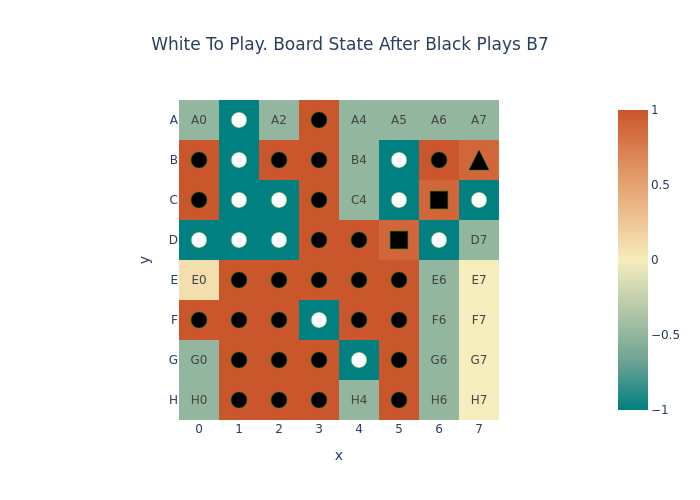 White To Play. Board State After Black Plays B7
A A0 A2 A4 A5 A6 A7
B B4
C C4
D D7
E E0 E6 E7
F F6 F7
G G0 G6 G7
H H0 H4 H6 H7
0 1 2 3 4 5 6 7
x
y
1
0.5
0
−0.5
−1